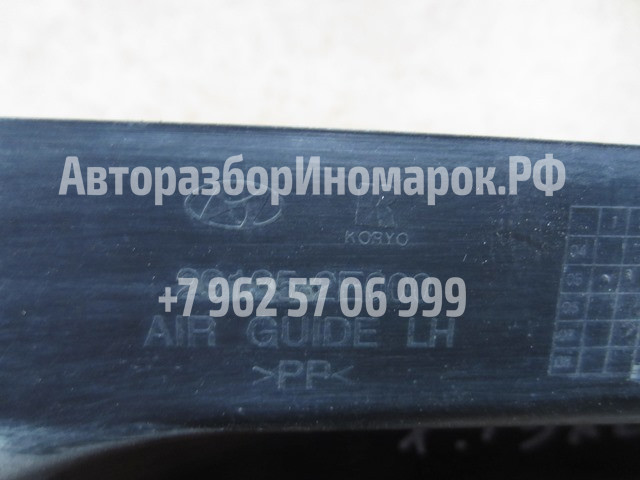 АвторазборИномарок.РФ
KORYO
+7 962 57 06 999
AIR GUIDE LH
>PP<